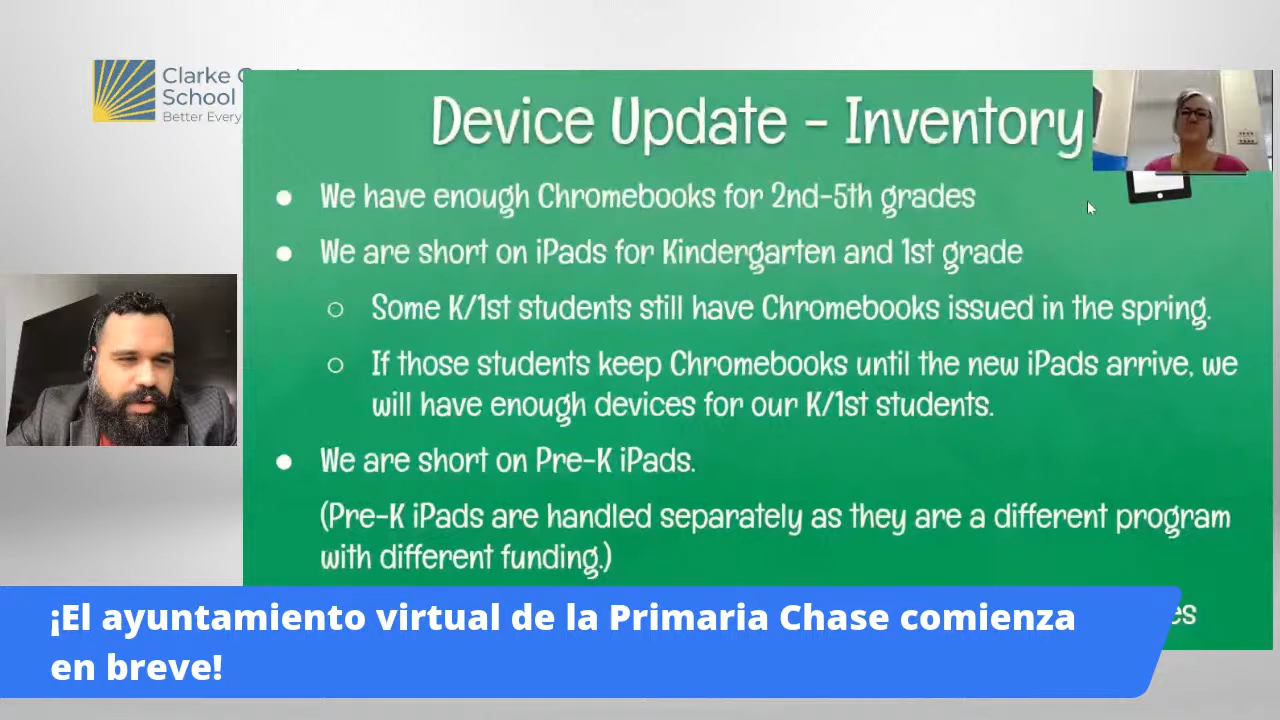 Clarke
School
Better Every
Device Update - Inventory
● We have enough Chromebooks for 2nd-5th grades
● We are short on iPads for Kindergarten and 1st grade
○ Some K/1st students still have Chromebooks issued in the spring.
○ If those students keep Chromebooks until the new iPads arrive, we
will have enough devices for our K/1st students.
● We are short on Pre-K iPads.
(Pre-K iPads are handled separately as they are a different program
with different funding.)
¡El ayuntamiento virtual de la Primaria Chase comienza
en breve!